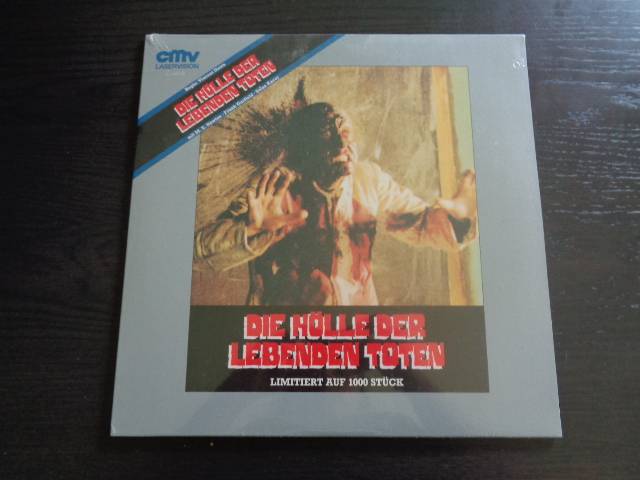 cmv
LASERVISION
DIE HÖLLE DER
LEBENDEN TOTEN
DIE HÖLLE DER
LEBENDEN TOTEN
LIMITIERT AUF 1000 STÜCK